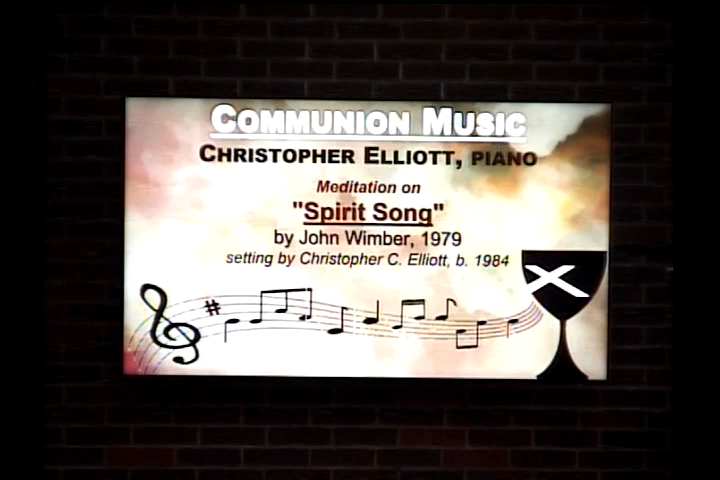 COMMUNION MUSIC
CHRISTOPHER ELLIOTT, PIANO
Meditation on
"Spirit Song"
by John Wimber, 1979
setting by Christopher C. Elliott, b. 1984